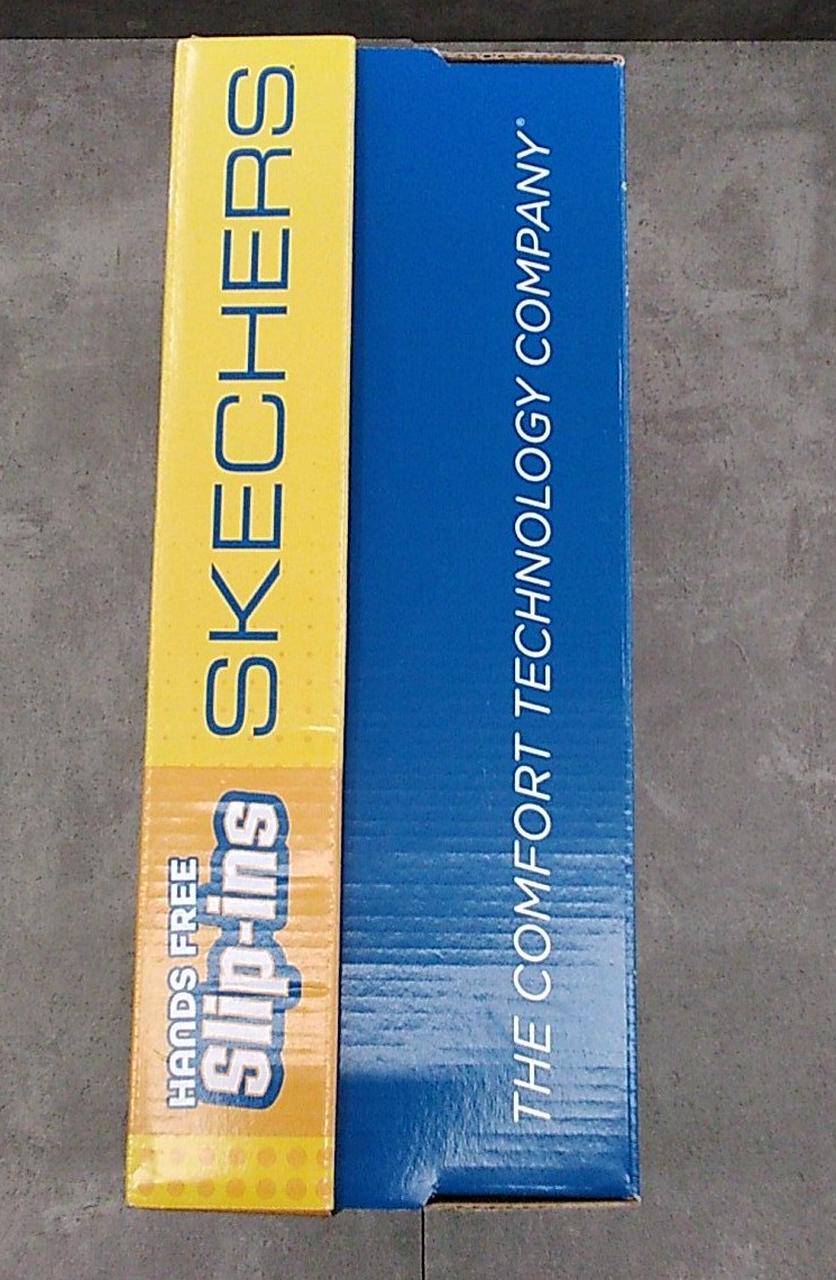 HANDS FREE
Slip-ins
SKECHERS.
THE COMFORT TECHNOLOGY COMPANY®